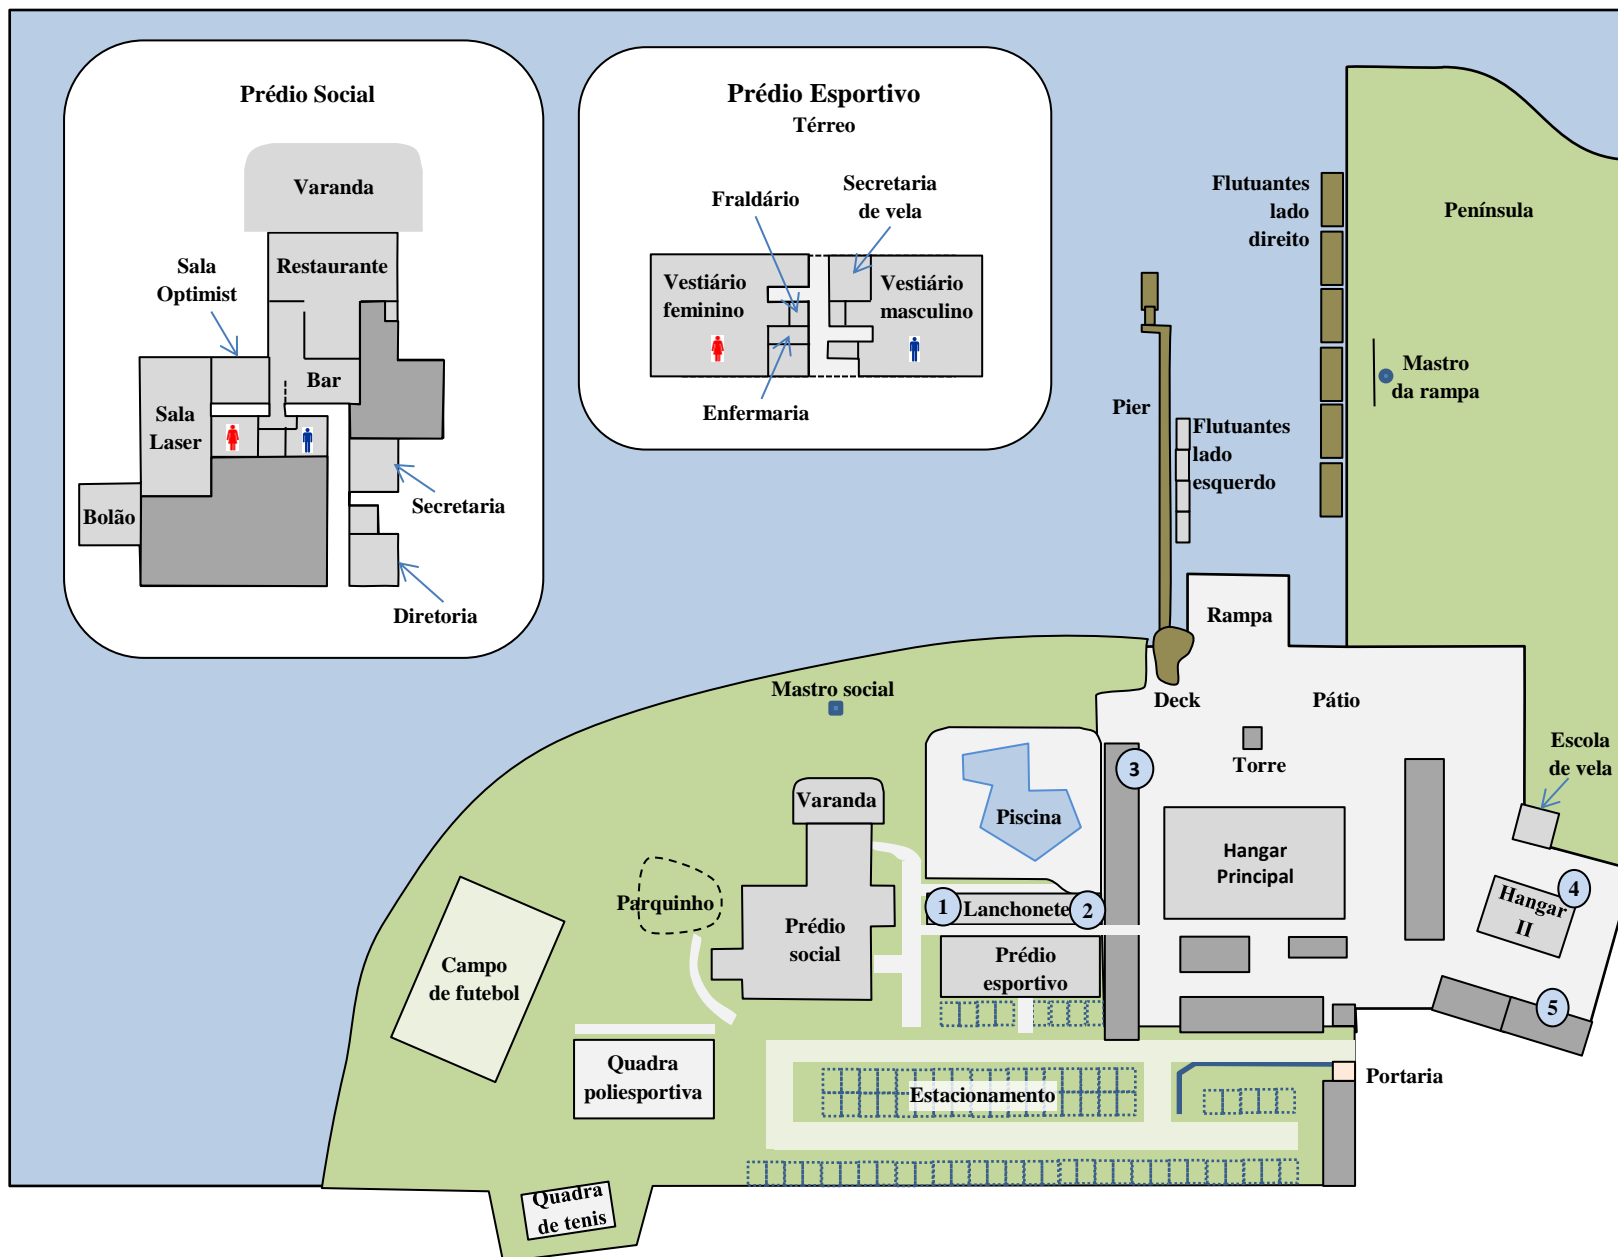 Prédio Social
Varanda
Restaurante
Sala
Optimist
Bar
Sala
Laser
Bolão
Secretaria
Diretoria
Prédio Esportivo
Térreo
Fraldário
Secretaria
de vela
Vestiário
feminino
Vestiário
masculino
Enfermaria
Flutuantes
lado
direito
Península
Mastro
da rampa
Pier
Flutuantes
lado
esquerdo
Rampa
Mastro social
Deck
Pátio
Torre
Escola
de vela
3
Varanda
Piscina
Hangar
Principal
4
Hangar
II
Parquinho
1
Lanchonete
2
Prédio
social
Prédio
esportivo
Campo
de futebol
5
Quadra
poliesportiva
Estacionamento
Portaria
Quadra
de tenis